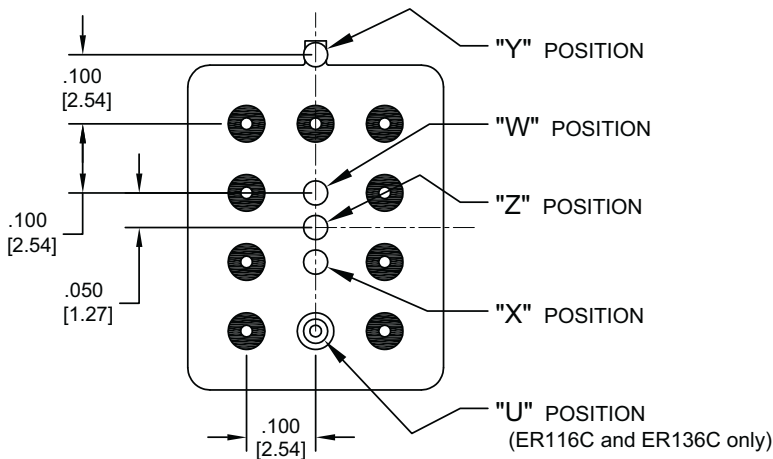 "Y" POSITION
.100
[2.54]
"W" POSITION
"Z" POSITION
.100
[2.54]
.050
[1.27]
"X" POSITION
"U" POSITION
(ER116C and ER136C only)
.100
[2.54]